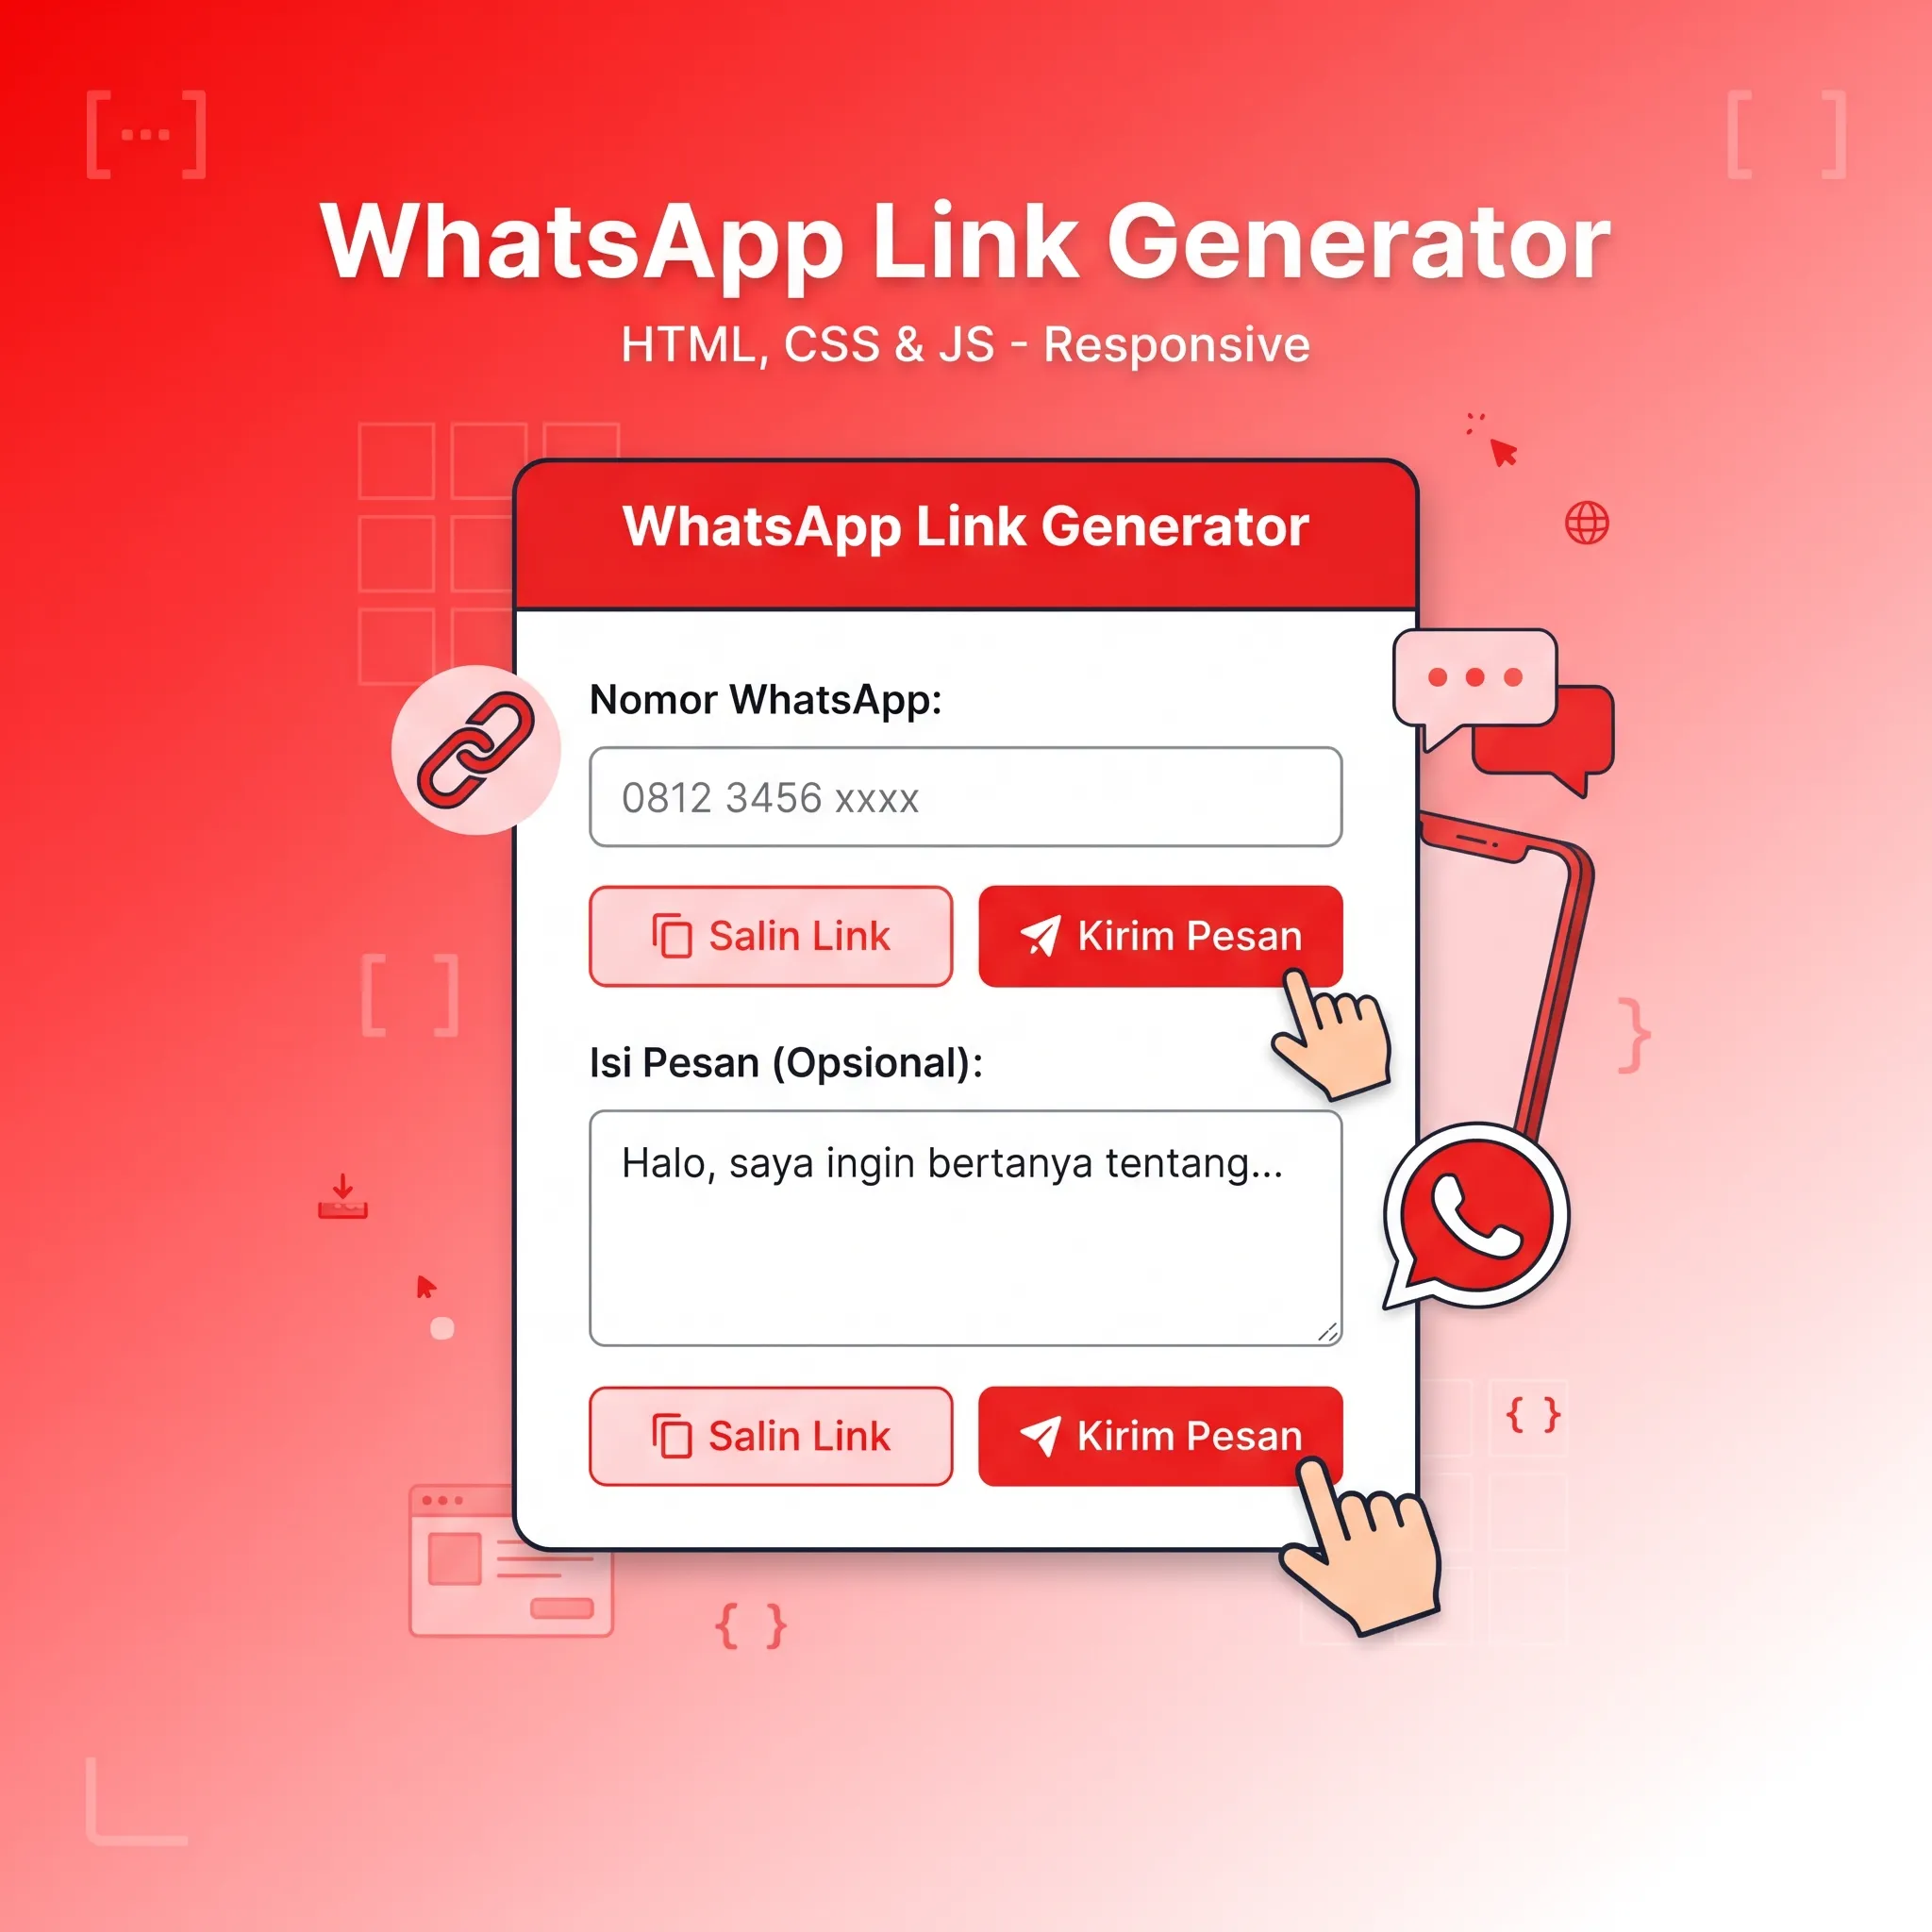 WhatsApp Link Generator
HTML, CSS & JS - Responsive
WhatsApp Link Generator
Nomor WhatsApp:
0812 3456 xxxx
Salin Link
Kirim Pesan
Isi Pesan (Opsional):
Halo, saya ingin bertanya tentang...
Salin Link
Kirim Pesan